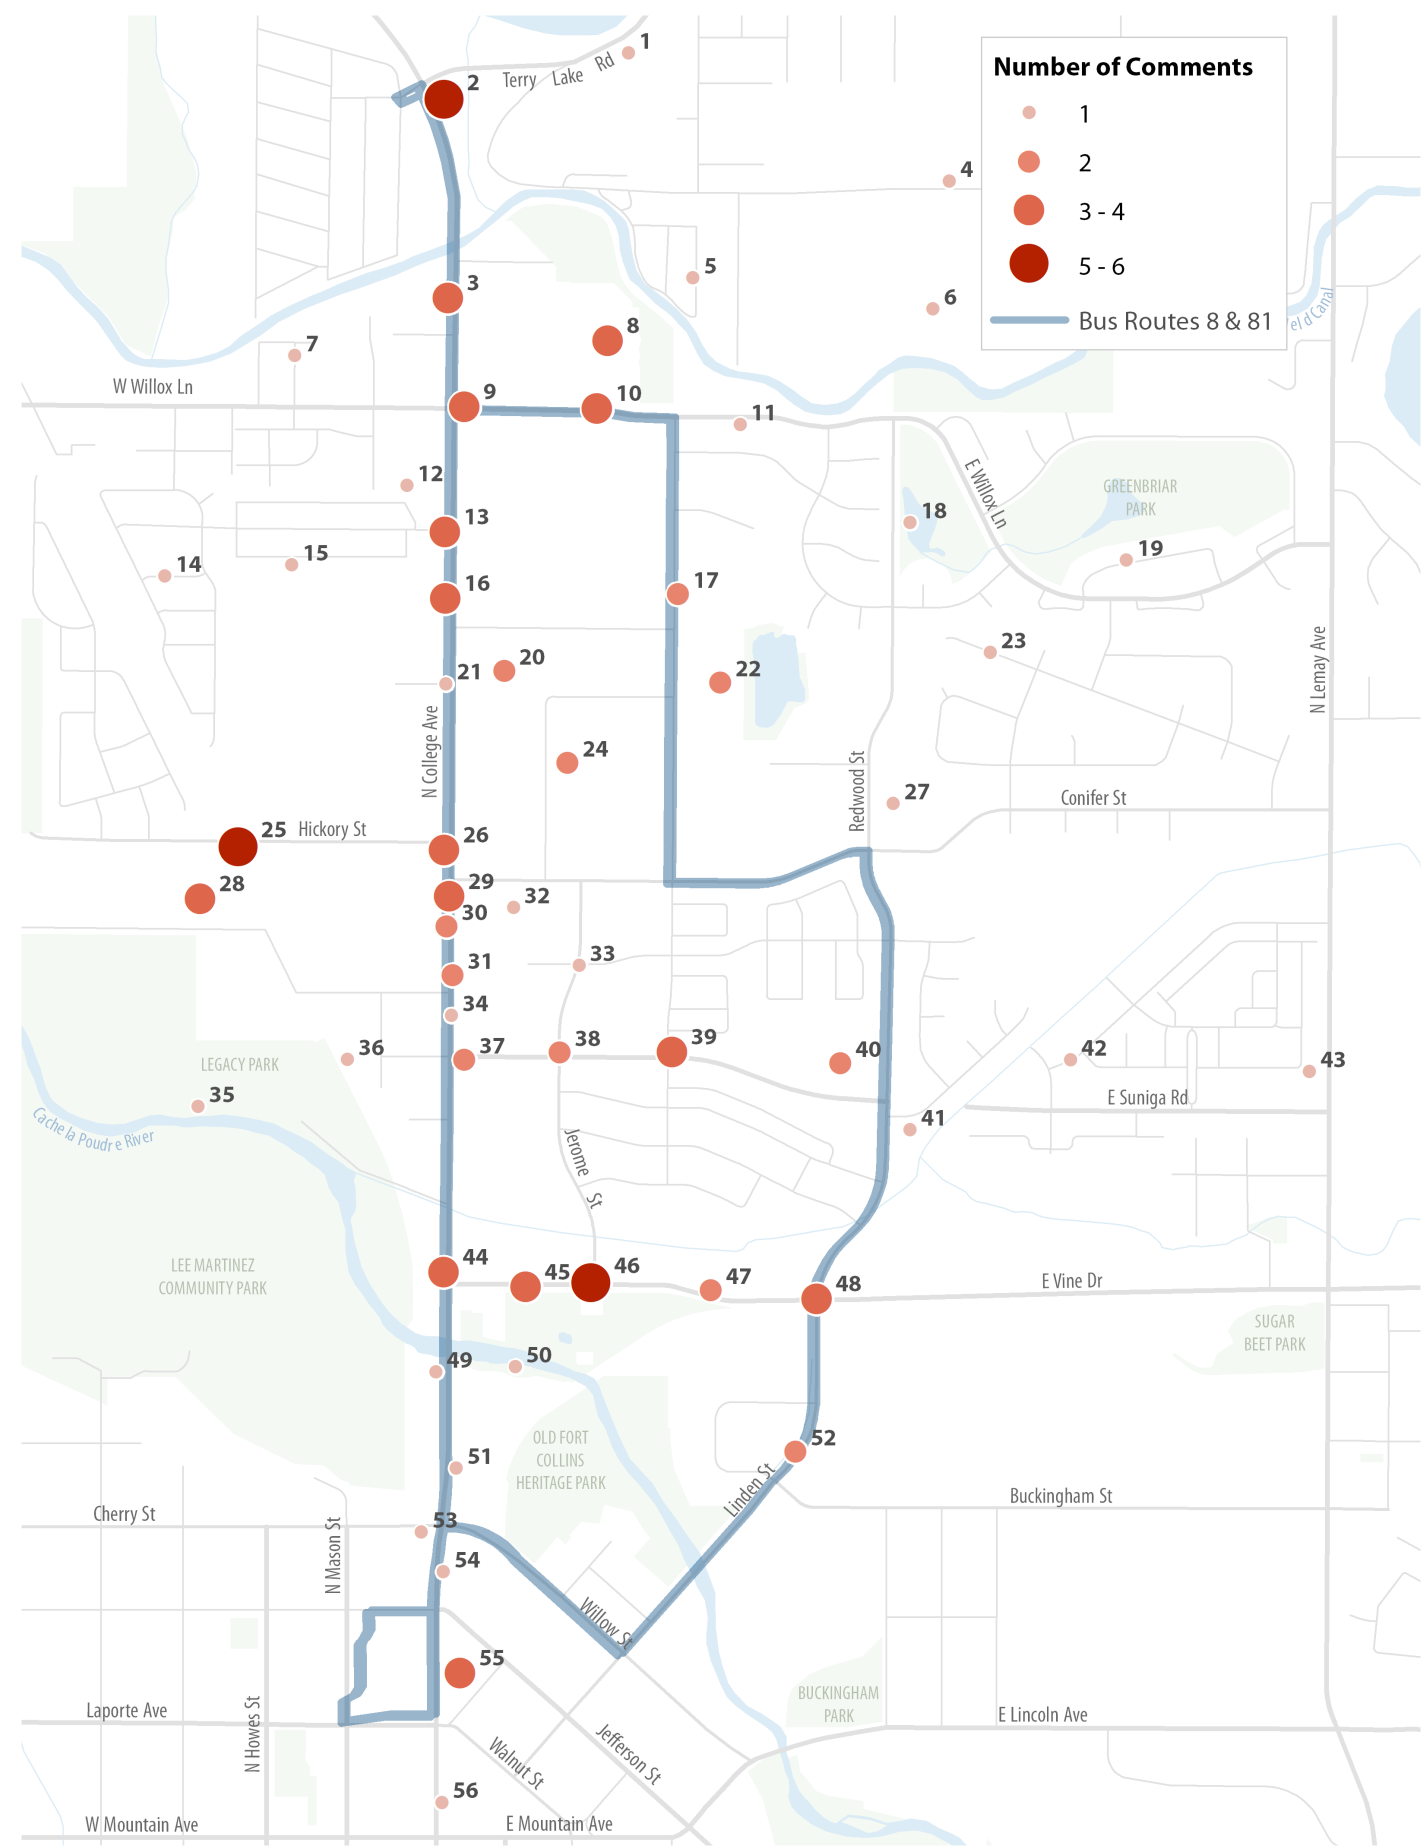 1
Terry Lake Rd
2
Number of Comments
1
2
3 - 4
5 - 6
Bus Routes 8 & 81
4
5
3
6
8
7
W Willox Ln
9
10
11
12
E Willox Ln
GREENBRIAR
PARK
13
18
14
15
19
16
17
20
21
22
23
N Lemay Ave
N College Ave
24
Redwood St
27
Conifer St
25
Hickory St
26
28
29
30
32
31
33
34
36
37
38
39
40
42
43
LEGACY PARK
35
Cache la Poudre River
E Suniga Rd
41
Jerome St
LEE MARTINEZ
COMMUNITY PARK
44
45
46
47
48
E Vine Dr
SUGAR
BEET PARK
49
50
OLD FORT
COLLINS
HERITAGE PARK
51
52
Linden St
Buckingham St
Cherry St
53
N Mason St
54
Willow St
55
BUCKINGHAM
PARK
Laporte Ave
N Howes St
E Lincoln Ave
Walnut St
Jefferson St
56
W Mountain Ave
E Mountain Ave